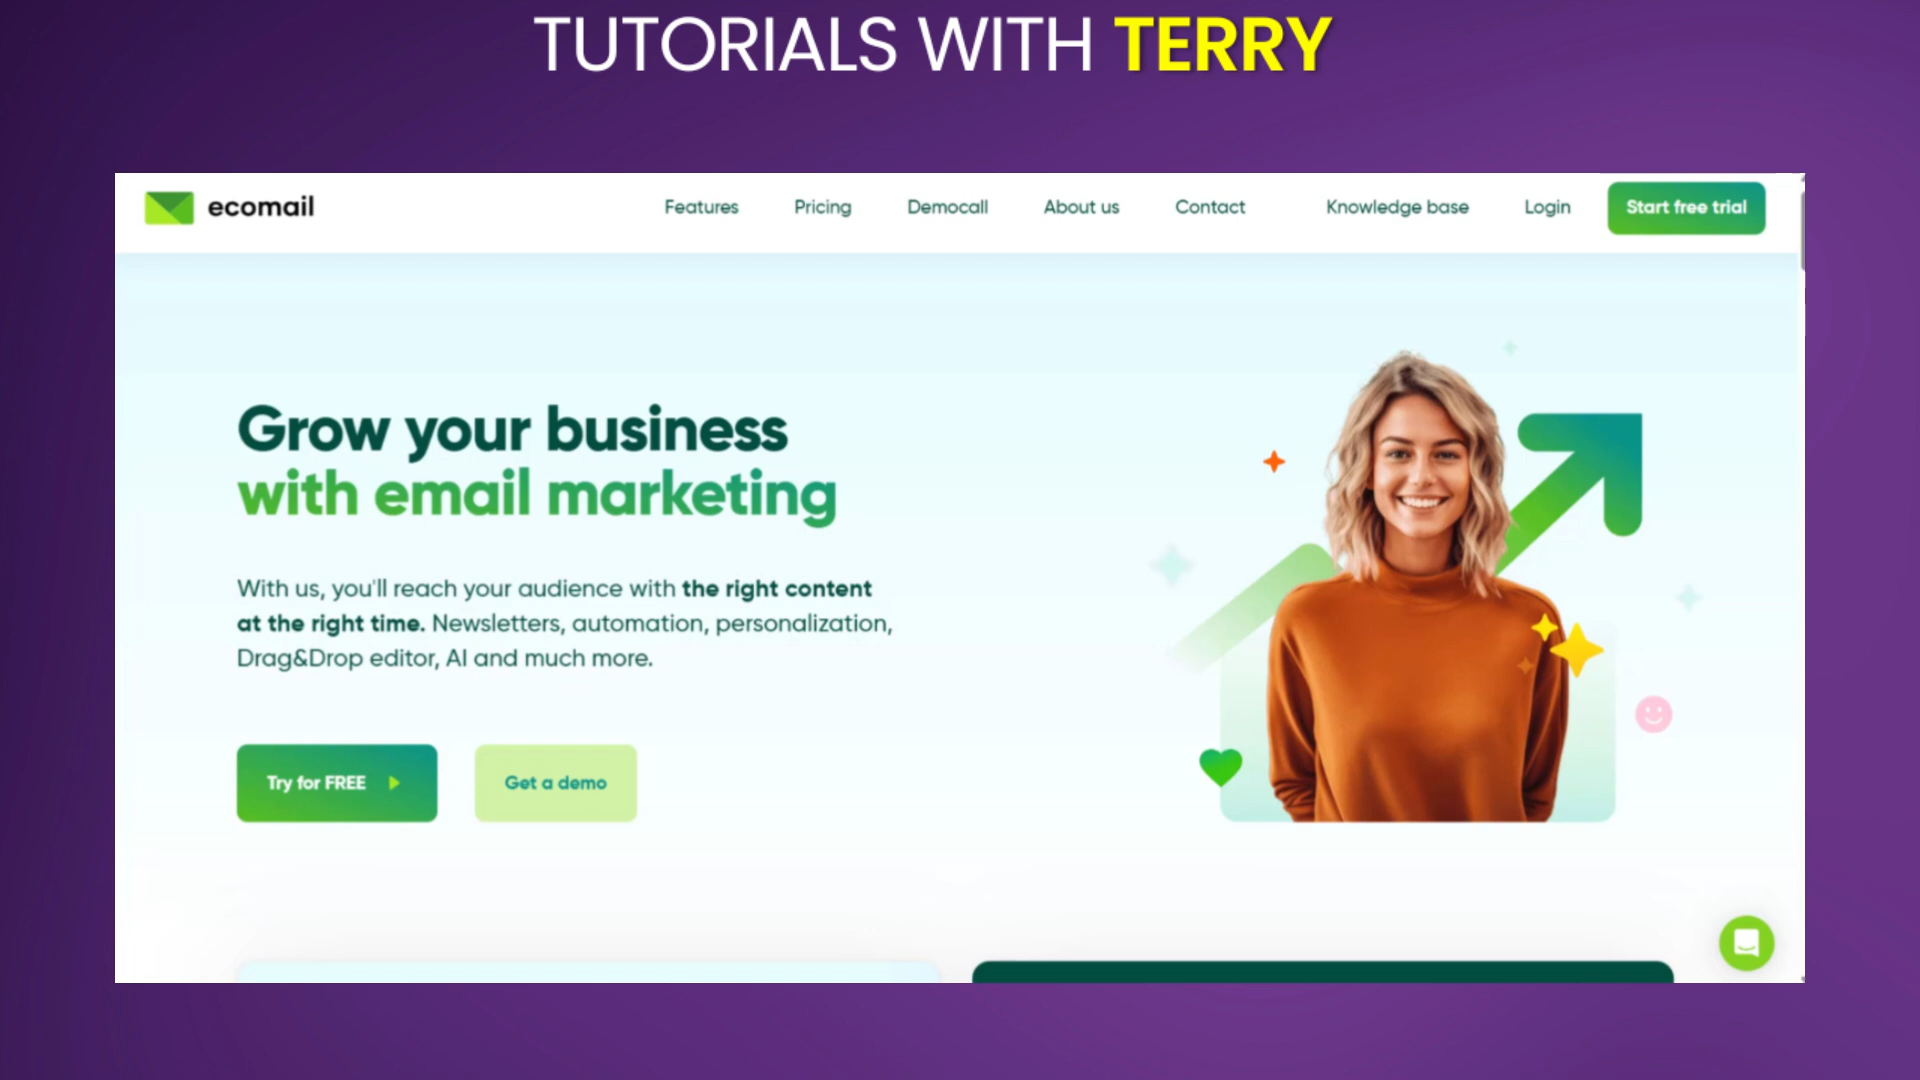 TUTORIALS WITH TERRY
ecomail
Features
Pricing
Democall
About us
Contact
Knowledge base
Login
Start free trial
Grow your business
with email marketing
With us, you'll reach your audience with the right content
at the right time. Newsletters, automation, personalization,
Drag&Drop editor, AI and much more.
Try for FREE
Get a demo